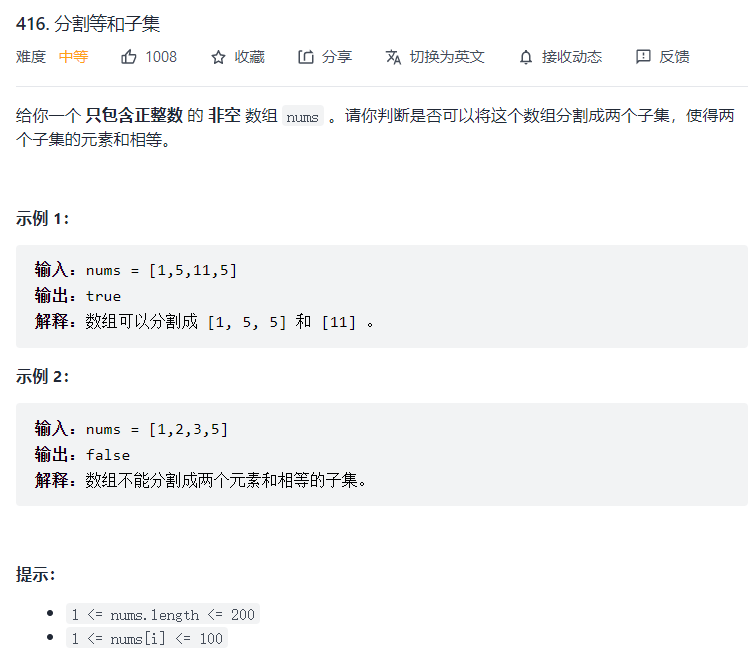 416. 分割等和子集
难度 中等 1008 收藏 分享 切换为英文 接收动态 反馈
给你一个 只包含正整数 的 非空 数组 nums 。请你判断是否可以将这个数组分割成两个子集，使得两
个子集的元素和相等。
示例 1：
输入：nums = [1,5,11,5]
输出：true
解释：数组可以分割成 [1, 5, 5] 和 [11] 。
示例 2：
输入：nums = [1,2,3,5]
输出：false
解释：数组不能分割成两个元素和相等的子集。
提示：
1 <= nums.length <= 200
1 <= nums[i] <= 100